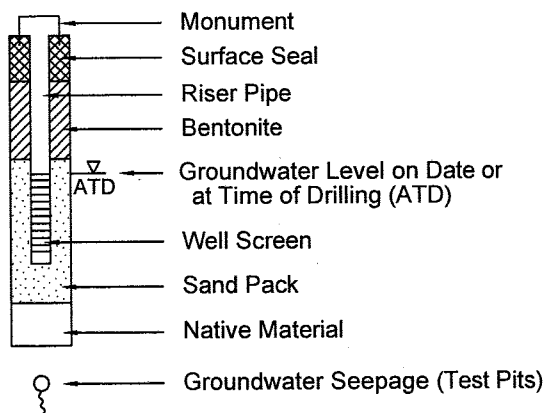 Monument
Surface Seal
Riser Pipe
Bentonite
Groundwater Level on Date or
at Time of Drilling (ATD)
ATD
Well Screen
Sand Pack
Native Material
Groundwater Seepage (Test Pits)